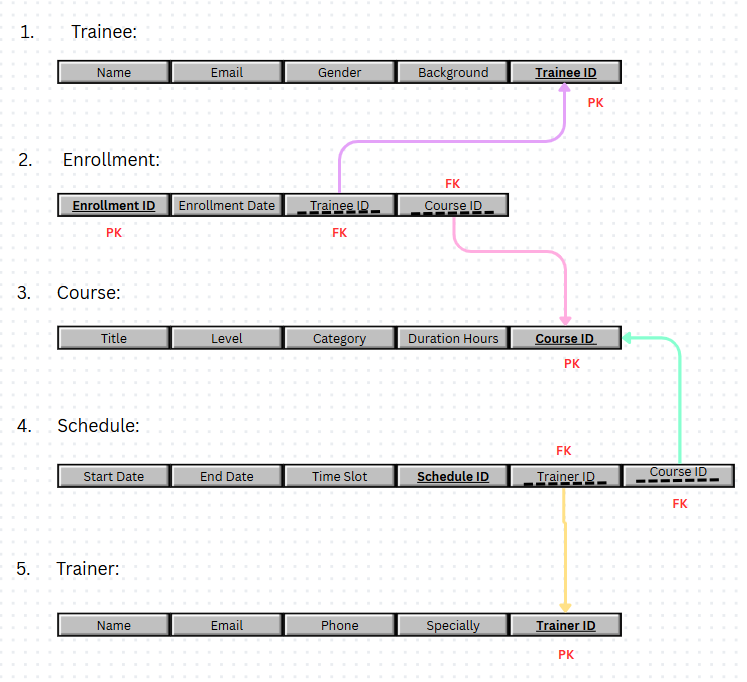 1. Trainee:
Name Email Gender Background Trainee ID
PK
2. Enrollment:
FK
Enrollment ID Enrollment Date Trainee ID Course ID
PK FK
3. Course:
Title Level Category Duration Hours Course ID
PK
4. Schedule:
FK
Start Date End Date Time Slot Schedule ID Trainer ID Course ID
FK
5. Trainer:
Name Email Phone Specially Trainer ID
PK